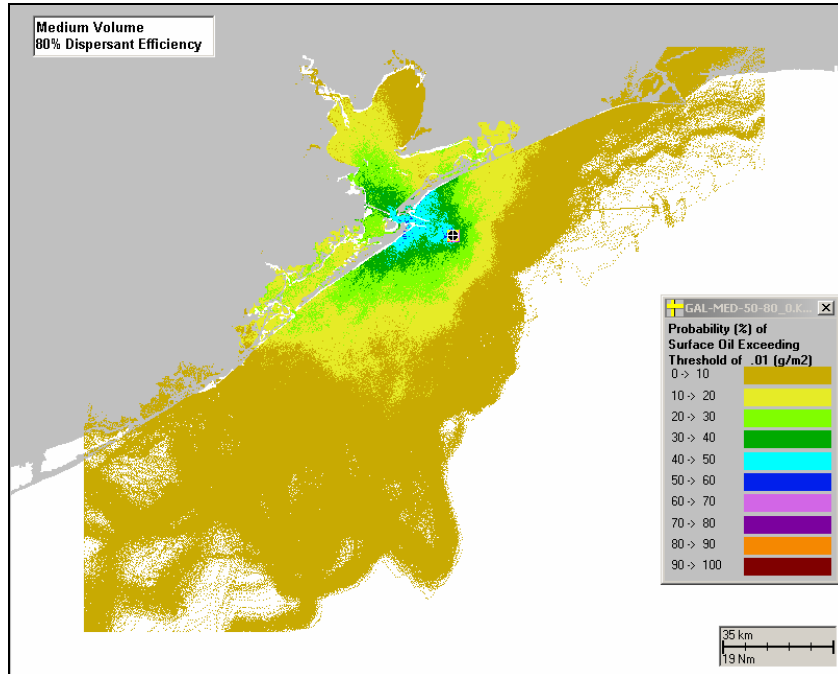 Medium Volume
80% Dispersant Efficiency
GAL-MED-50-80_0.K...
Probability (%) of
Surface Oil Exceeding
Threshold of .01 (g/m2)
0 -> 10
10 -> 20
20 -> 30
30 -> 40
40 -> 50
50 -> 60
60 -> 70
70 -> 80
80 -> 90
90 -> 100
35 km
19 Nm